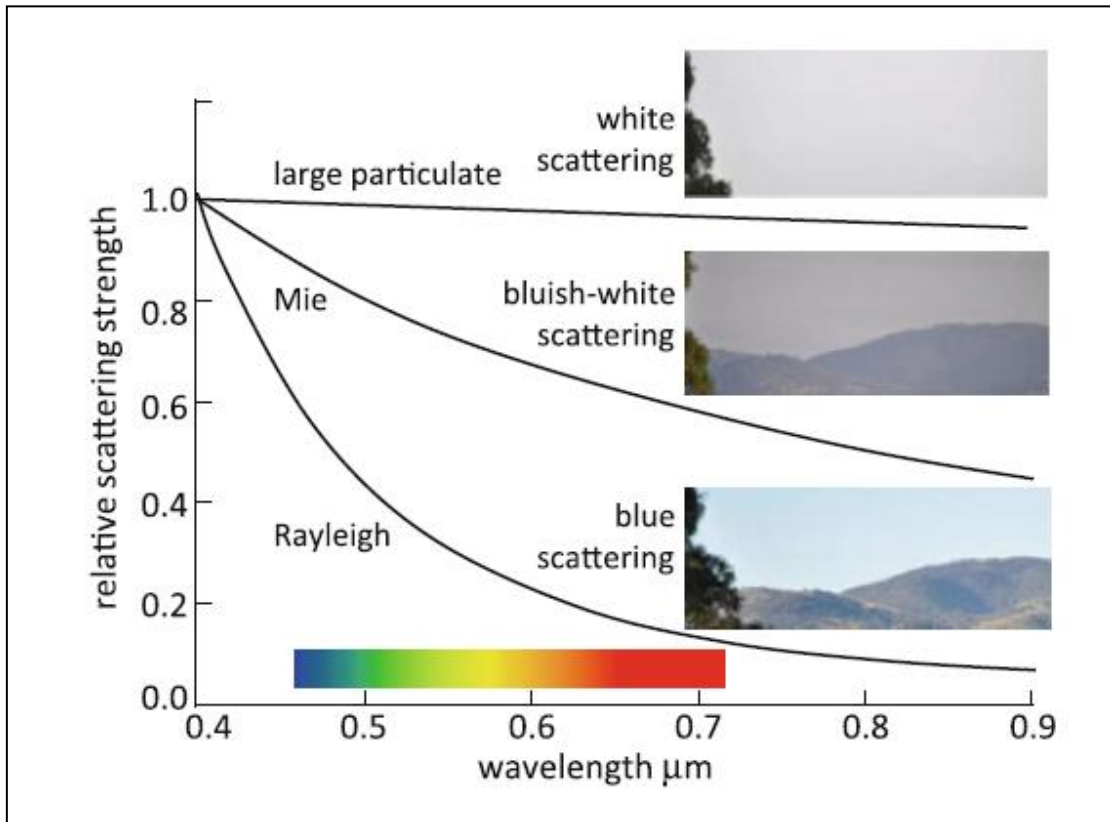 white
scattering
large particulate
1.0
bluish-white
scattering
Mie
0.8
0.6
0.4
blue
scattering
Rayleigh
0.2
0.0
relative scattering strength
0.4 0.5 0.6 0.7 0.8 0.9
wavelength μm